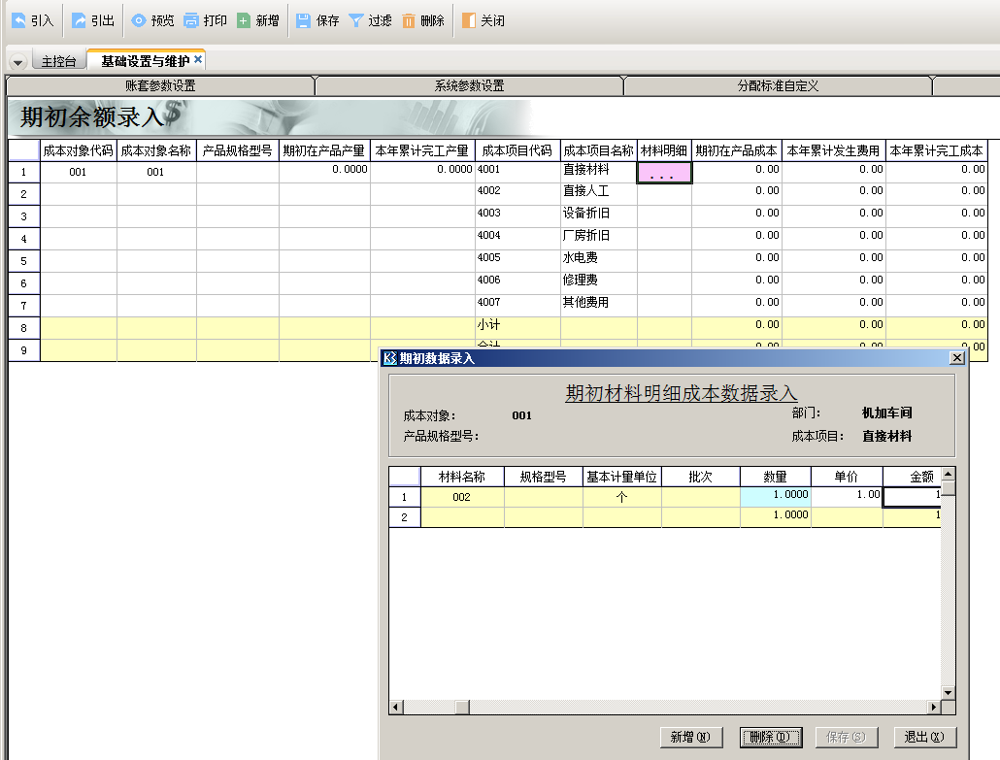 引入 引出 预览 打印 新增 保存 过滤 删除 关闭
主控台 基础设置与维护
账套参数设置 系统参数设置 分配标准自定义
期初余额录入
成本对象代码 成本对象名称 产品规格型号 期初在产品产量 本年累计完工产量 成本项目代码 成本项目名称 材料明细 期初在产品成本 本年累计发生费用 本年累计完工成本
1 001 001 0.0000 0.0000 4001 直接材料 ... 0.00 0.00 0.00
2 4002 直接人工 0.00 0.00 0.00
3 4003 设备折旧 0.00 0.00 0.00
4 4004 厂房折旧 0.00 0.00 0.00
5 4005 水电费 0.00 0.00 0.00
6 4006 修理费 0.00 0.00 0.00
7 4007 其他费用 0.00 0.00 0.00
8 小计 0.00 0.00 0.00
9 合计 0.00 0.00 0.00
K3 期初数据录入
期初材料明细成本数据录入
成本对象: 001 部门: 机加车间
产品规格型号: 成本项目: 直接材料
材料名称 规格型号 基本计量单位 批次 数量 单价 金额
1 002 个 1.0000 1.00 1
2 1.0000 1
新增(N) 删除(D) 保存(S) 退出(X)